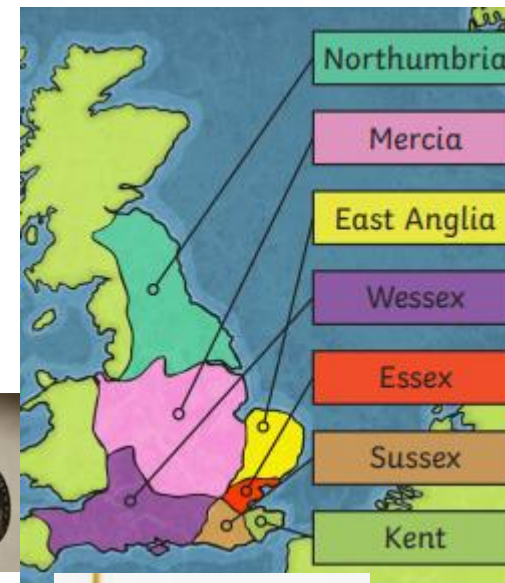 Northumbria
Mercia
East Anglia
Wessex
Essex
Sussex
Kent